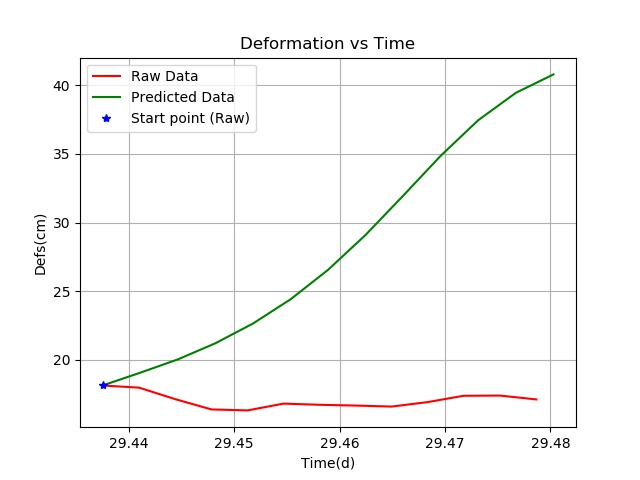 Deformation vs Time
Raw Data
Predicted Data
Start point (Raw)
40
35
30
25
20
Defs(cm)
29.44 29.45 29.46 29.47 29.48
Time(d)